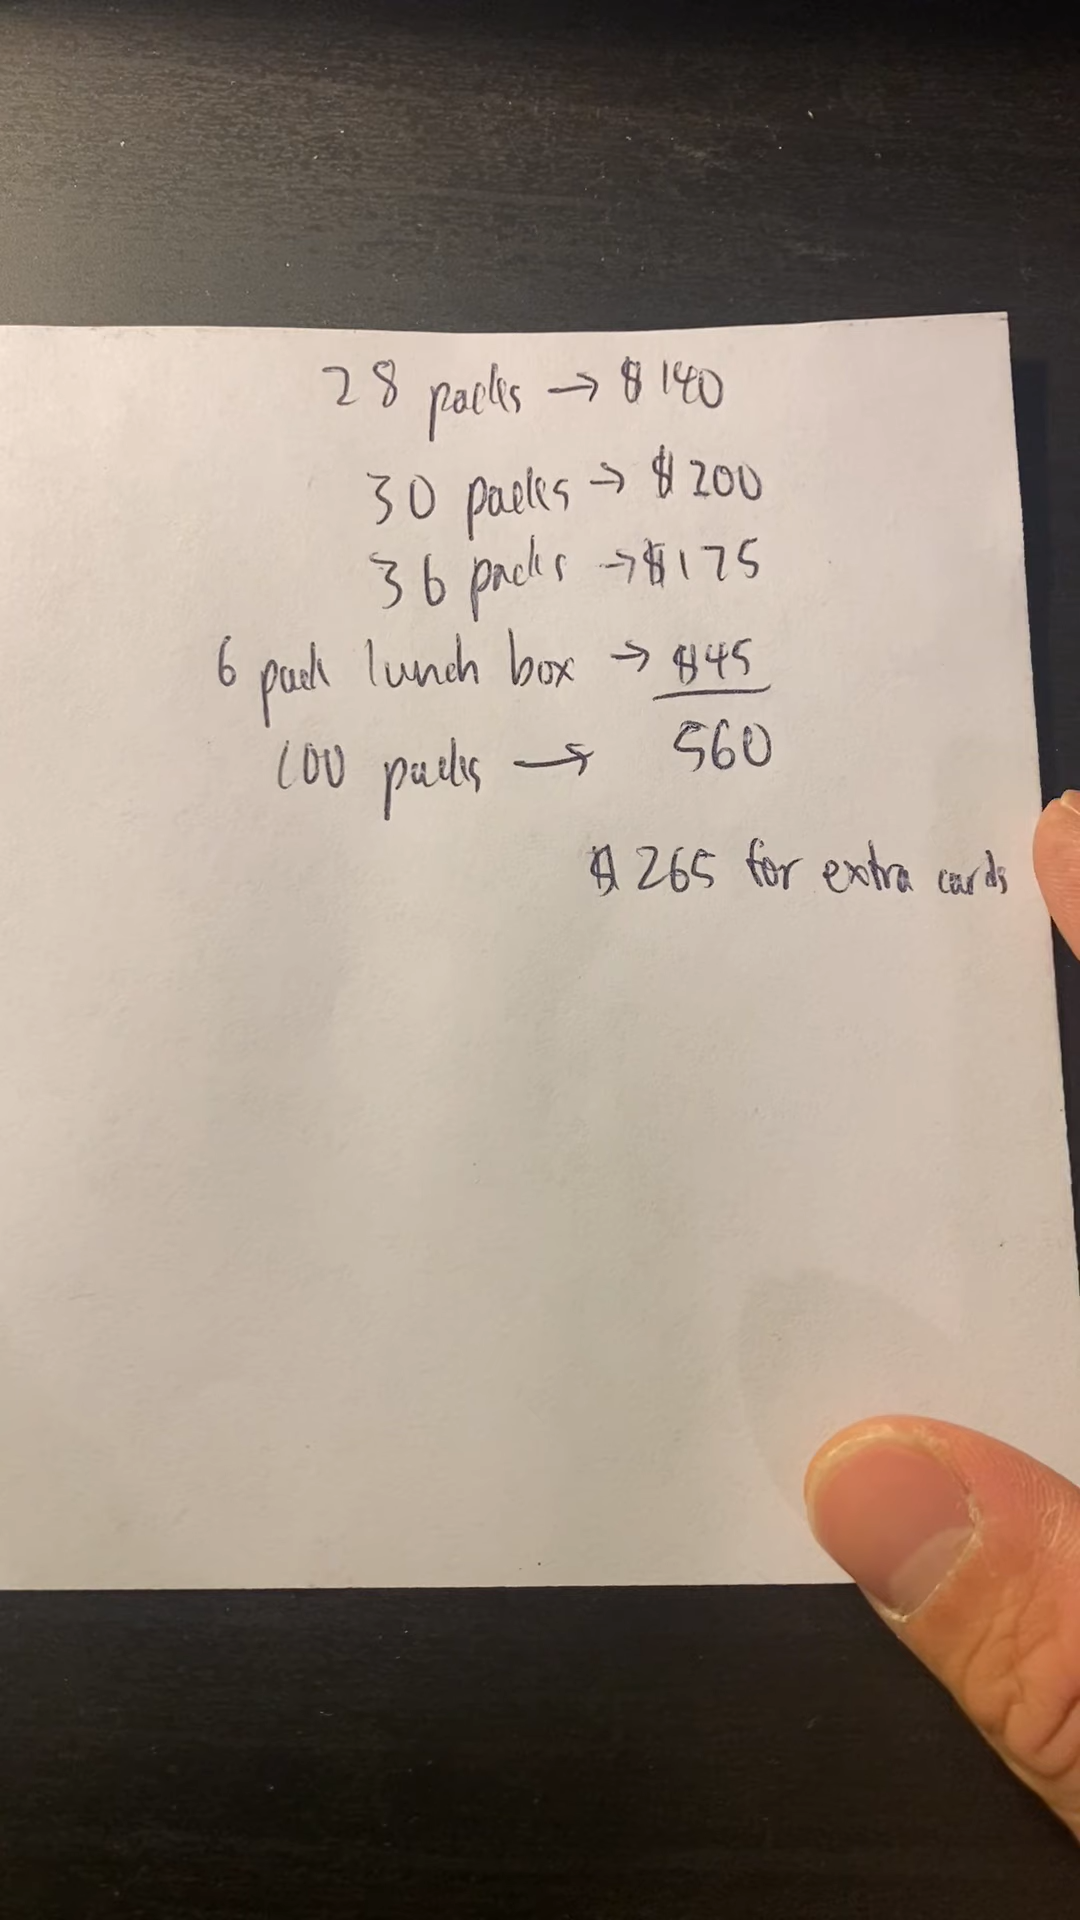 28 packs → $140
30 packs → $200
36 packs → $175
6 pack lunch box → $45
100 packs → 560
$265 for extra cards